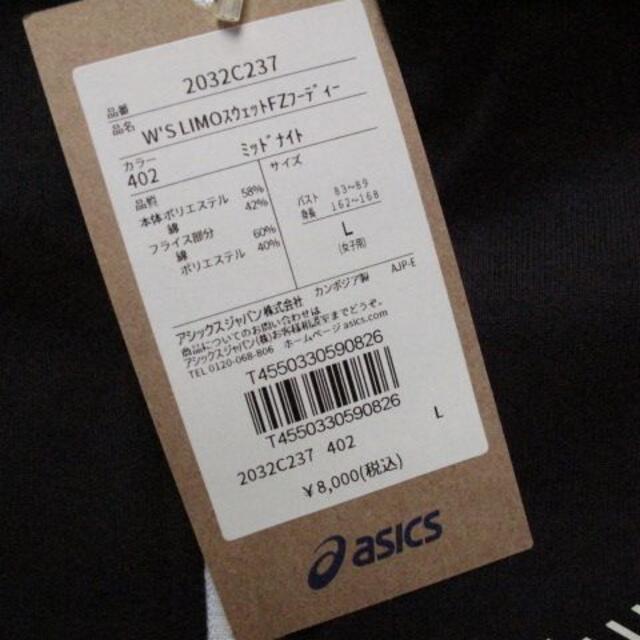 品番 2032C237
品名 W'S LIMOスウェットFZフーディー
カラー
402 ミッドナイト
品質
本体 ポリエステル 58%
綿 42%
フライス部分
綿 60%
ポリエステル 40%
サイズ
バスト 83~89
身長 162~168
L
(女子用)
アシックスジャパン株式会社 カンボジア製 AJP-E
商品についてのお問い合わせは
アシックスジャパン(株)お客様相談室までどうぞ。
TEL 0120-068-806 ホームページ asics.com
T4550330590826
T4550330590826
2032C237 402 L
¥8,000(税込)
asics